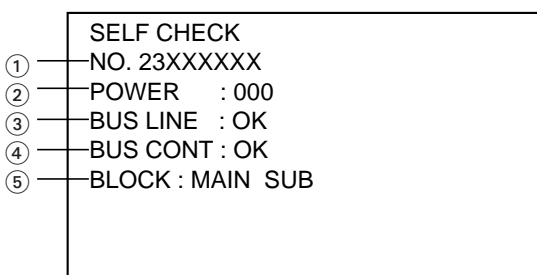 SELF CHECK
① NO. 23XXXXXX
② POWER : 000
③ BUS LINE : OK
④ BUS CONT : OK
⑤ BLOCK : MAIN SUB